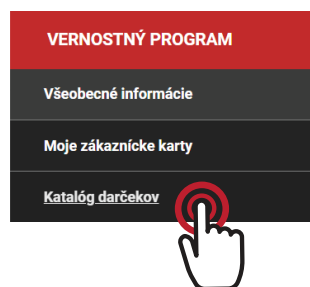 VERNOSTNÝ PROGRAM
Všeobecné informácie
Moje zákaznícke karty
Katalóg darčekov